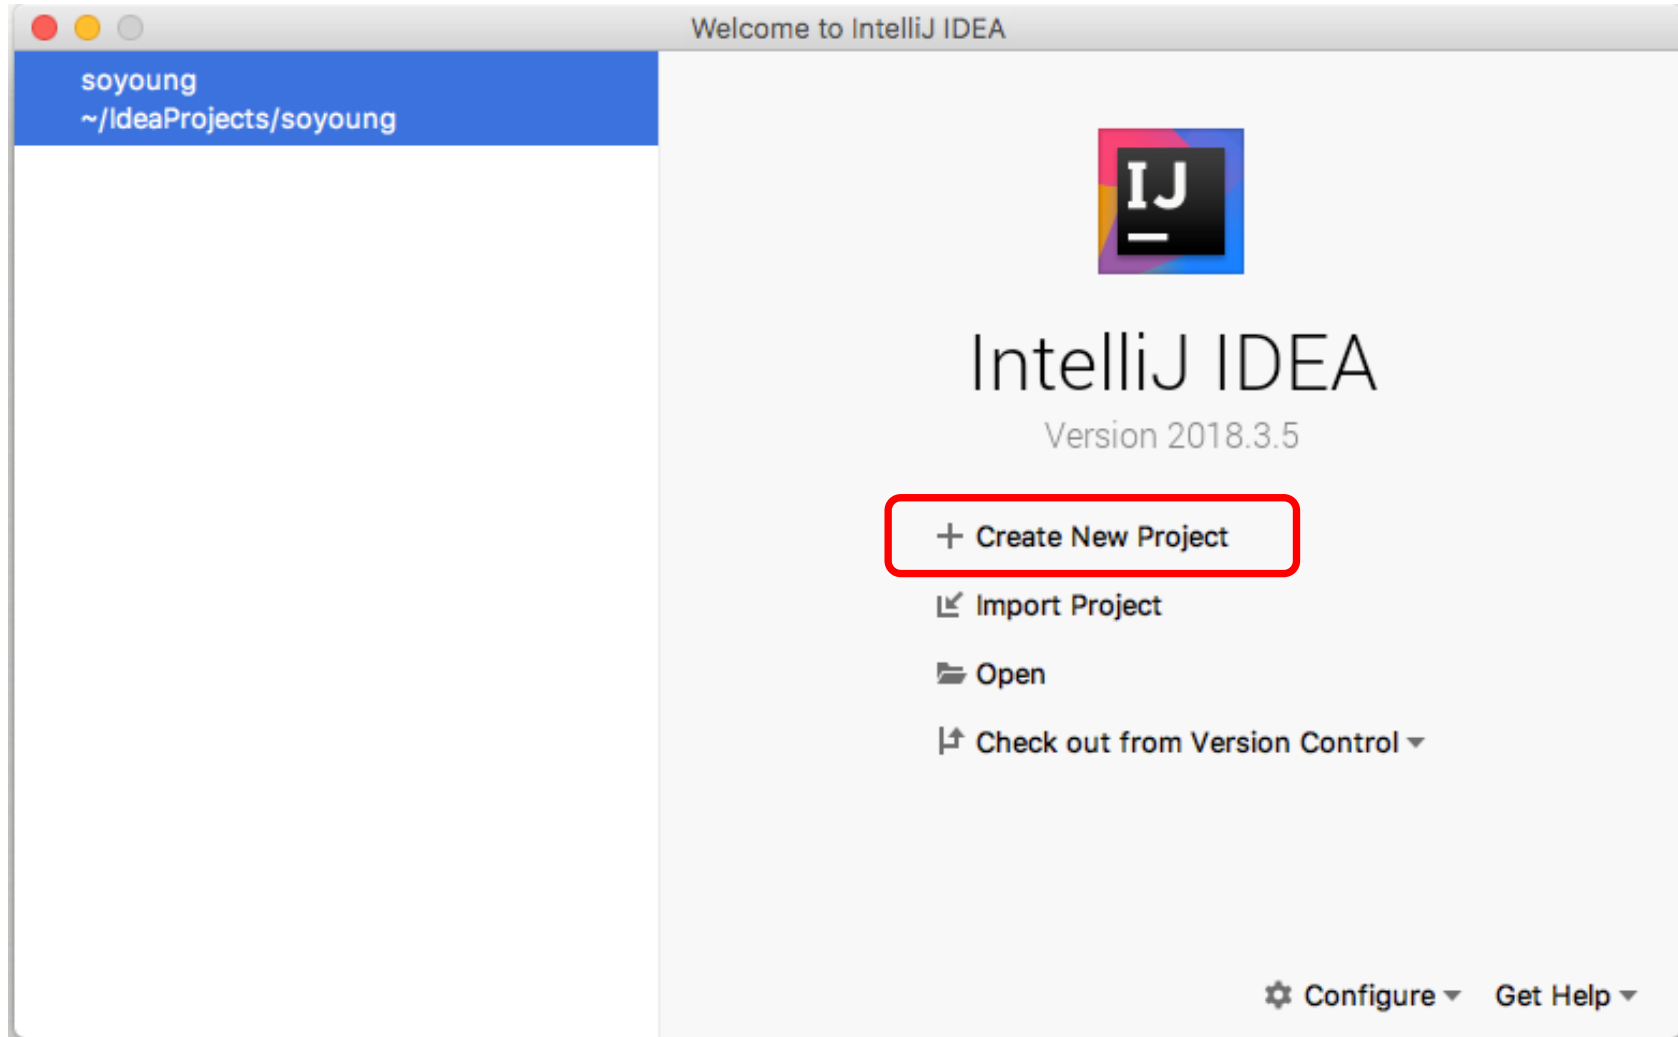 Welcome to IntelliJ IDEA
soyoung
~/IdeaProjects/soyoung
IJ
IntelliJ IDEA
Version 2018.3.5
Create New Project
Import Project
Open
Check out from Version Control
Configure
Get Help